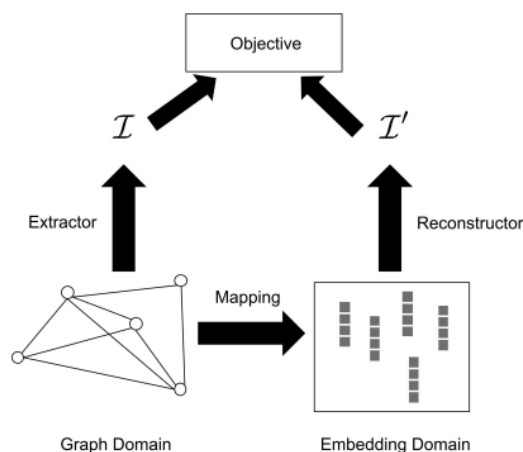 Objective
ℐ
ℐ′
Extractor
Reconstructor
Mapping
Graph Domain
Embedding Domain